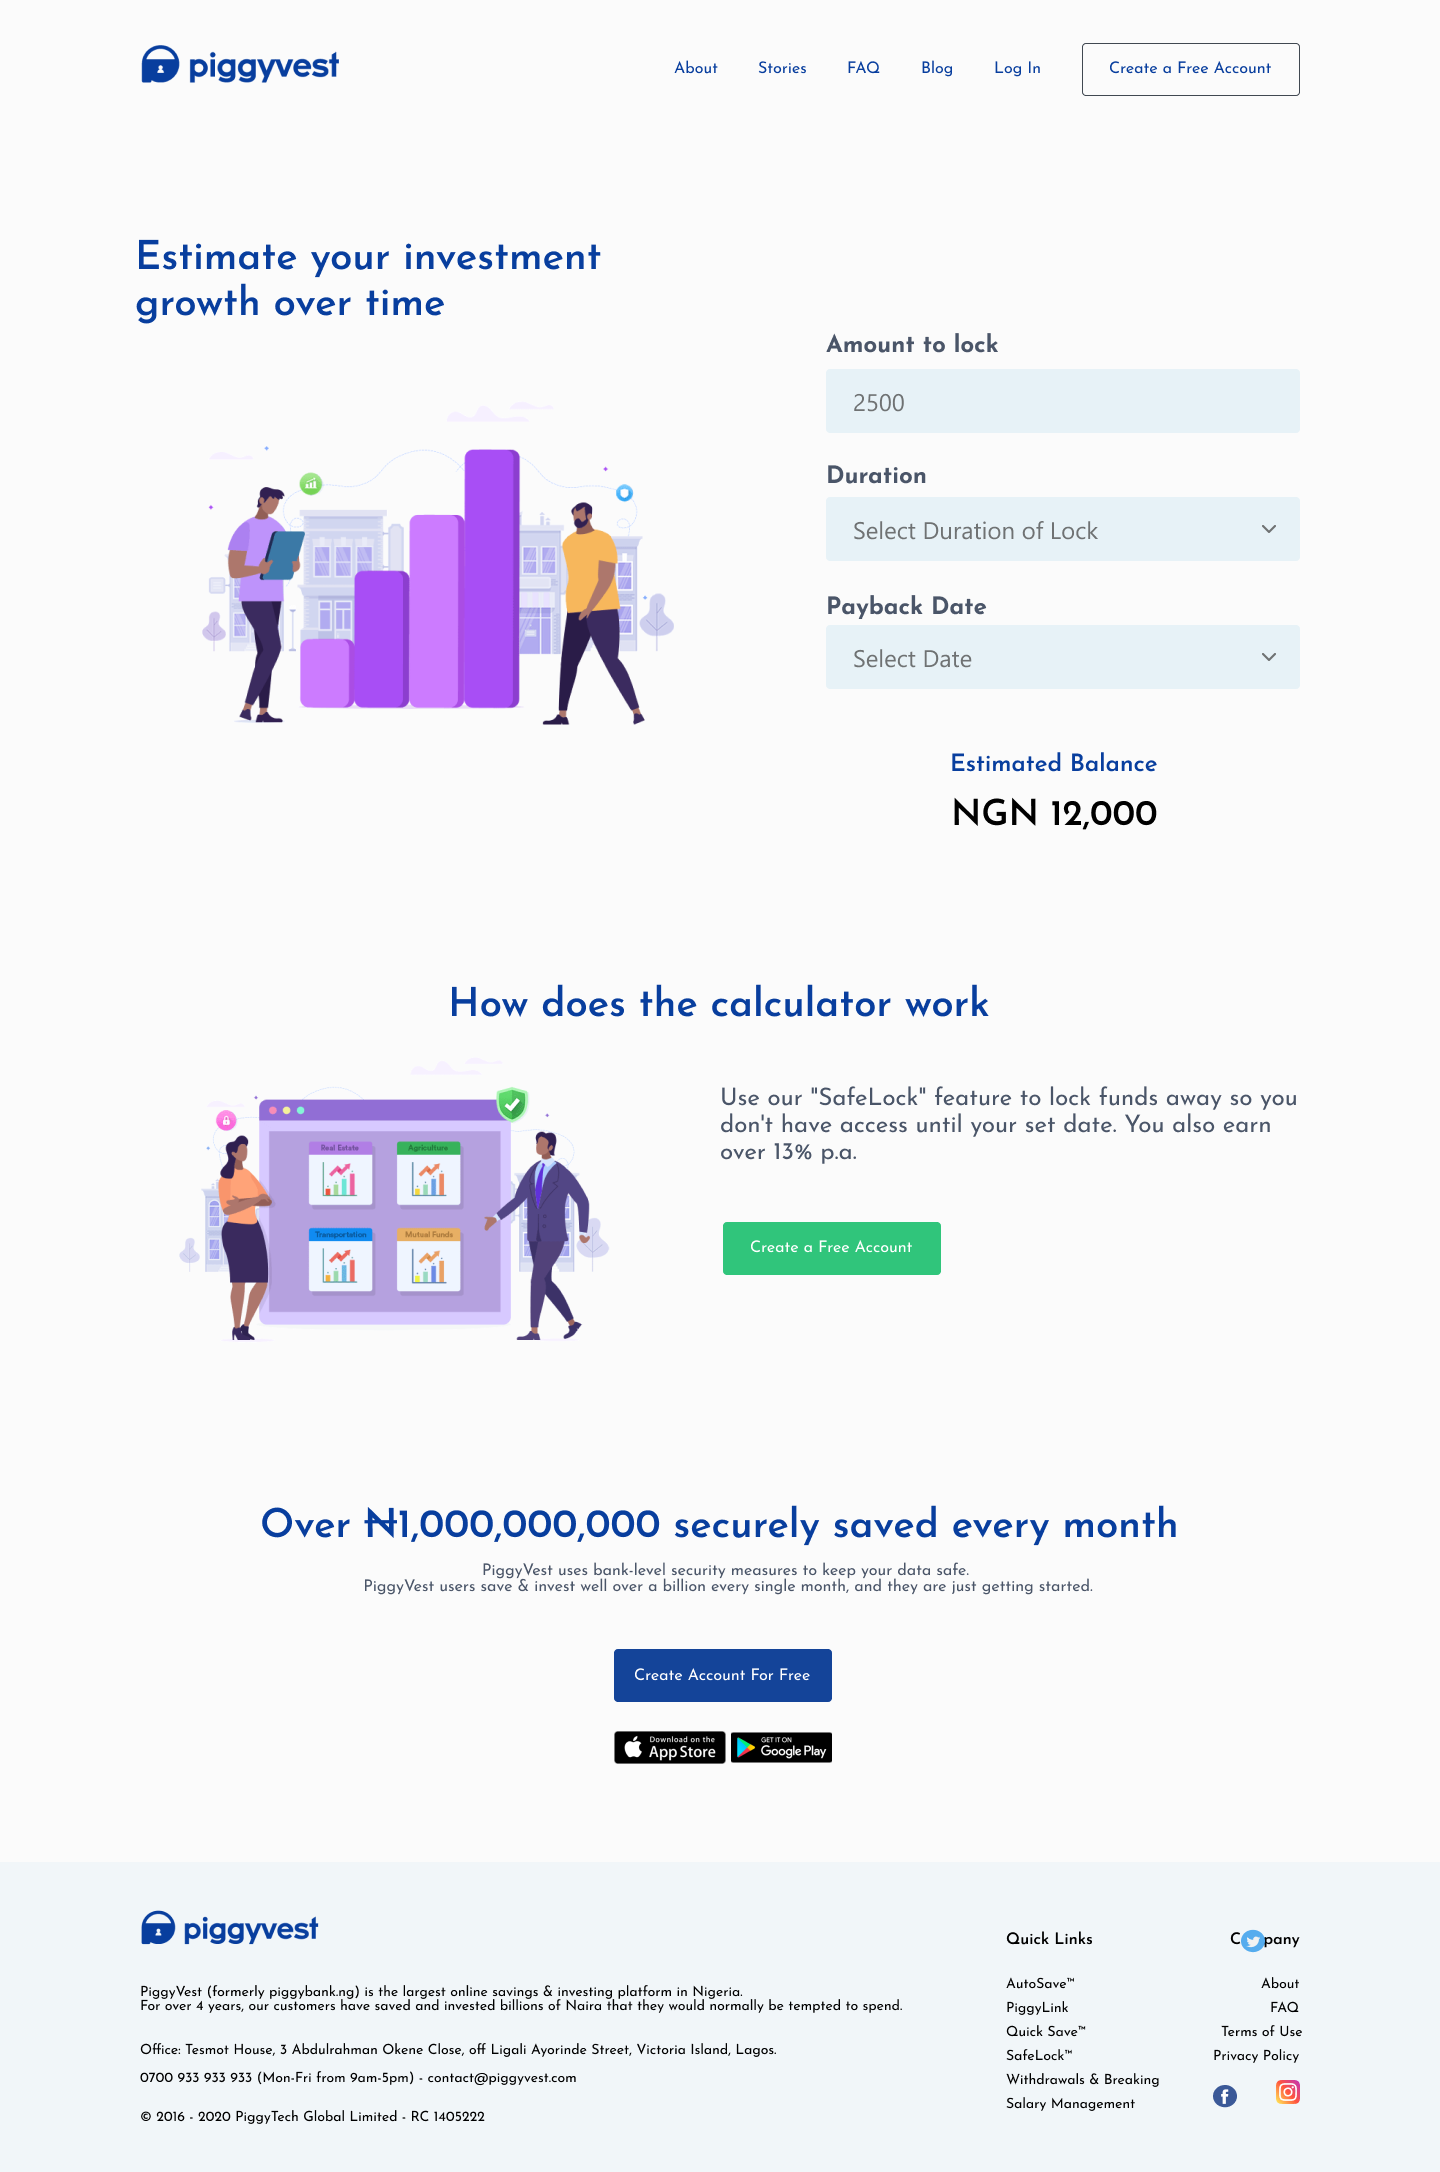 piggyvest
About Stories FAQ Blog Log In Create a Free Account
Estimate your investment
growth over time
Amount to lock
2500
Duration
Select Duration of Lock
Payback Date
Select Date
Estimated Balance
NGN 12,000
How does the calculator work
Real Estate Agriculture
Transportation Mutual Funds
Use our "SafeLock" feature to lock funds away so you
don't have access until your set date. You also earn
over 13% p.a.
Create a Free Account
Over ₦1,000,000,000 securely saved every month
PiggyVest uses bank-level security measures to keep your data safe.
PiggyVest users save & invest well over a billion every single month, and they are just getting started.
Create Account For Free
Download on the
App Store
GET IT ON
Google Play
piggyvest
PiggyVest (formerly piggybank.ng) is the largest online savings & investing platform in Nigeria.
For over 4 years, our customers have saved and invested billions of Naira that they would normally be tempted to spend.
Office: Tesmot House, 3 Abdulrahman Okene Close, off Ligali Ayorinde Street, Victoria Island, Lagos.
0700 933 933 933 (Mon-Fri from 9am-5pm) - contact@piggyvest.com
© 2016 - 2020 PiggyTech Global Limited - RC 1405222
Quick Links
AutoSave™
PiggyLink
Quick Save™
SafeLock™
Withdrawals & Breaking
Salary Management
About
FAQ
Terms of Use
Privacy Policy